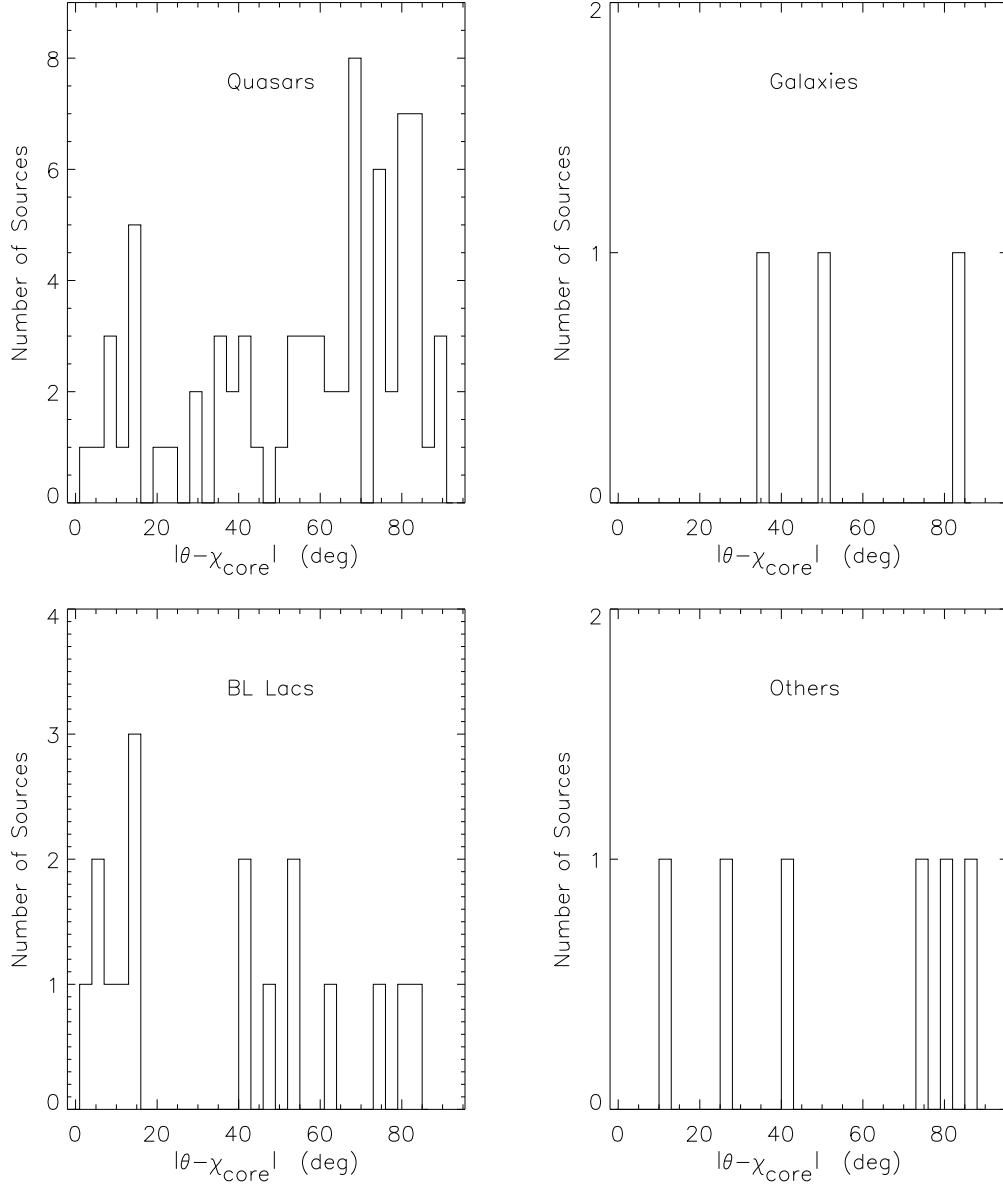 Quasars
Number of Sources
8
6
4
2
0
0 20 40 60 80
|θ−χcore| (deg)
Galaxies
Number of Sources
2
1
0
0 20 40 60 80
|θ−χcore| (deg)
BL Lacs
Number of Sources
4
3
2
1
0
0 20 40 60 80
|θ−χcore| (deg)
Others
Number of Sources
2
1
0
0 20 40 60 80
|θ−χcore| (deg)